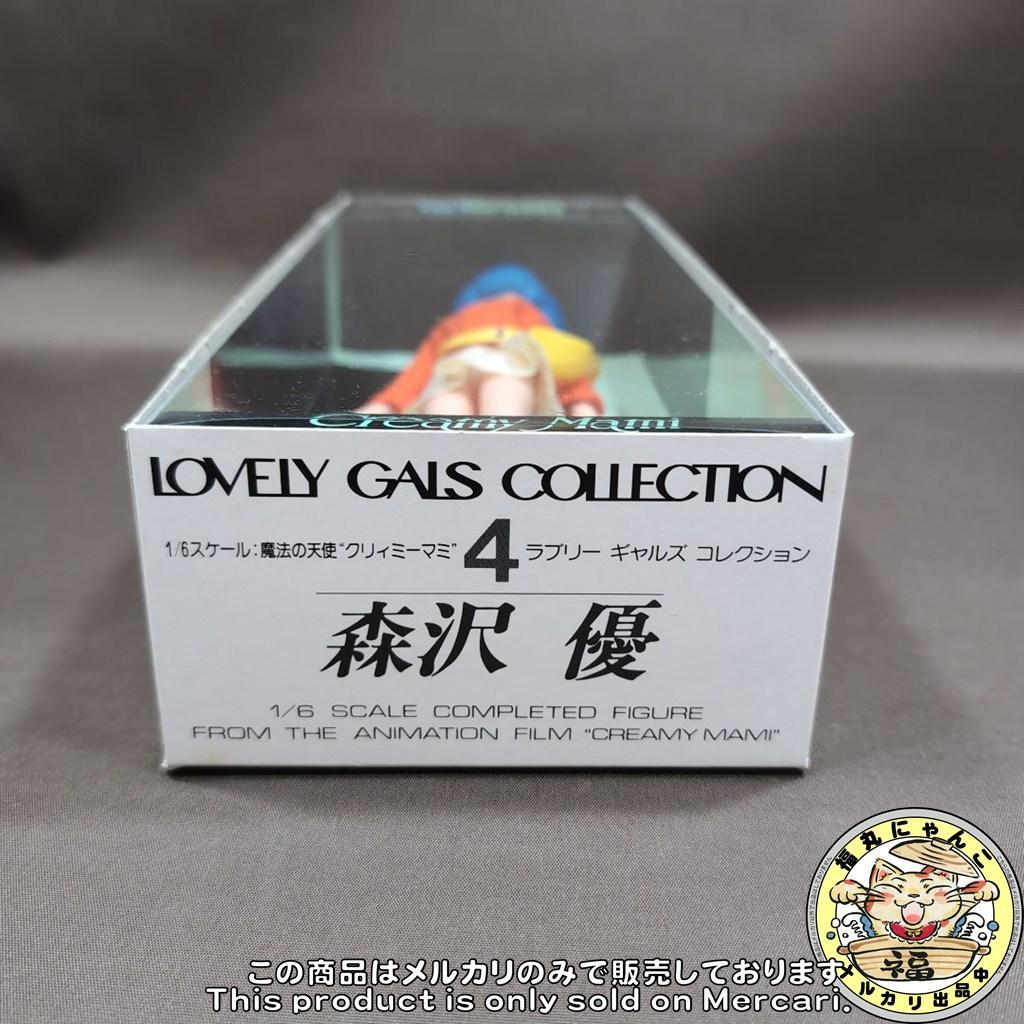 Creamy Mami
LOVELY GALS COLLECTION
1/6スケール:魔法の天使“クリィミーマミ” 4 ラブリー ギャルズ コレクション
森沢 優
1/6 SCALE COMPLETED FIGURE
FROM THE ANIMATION FILM “CREAMY MAMI”
福丸にゃんこ
福
メルカリ出品中
この商品はメルカリのみで販売しております。
This product is only sold on Mercari.